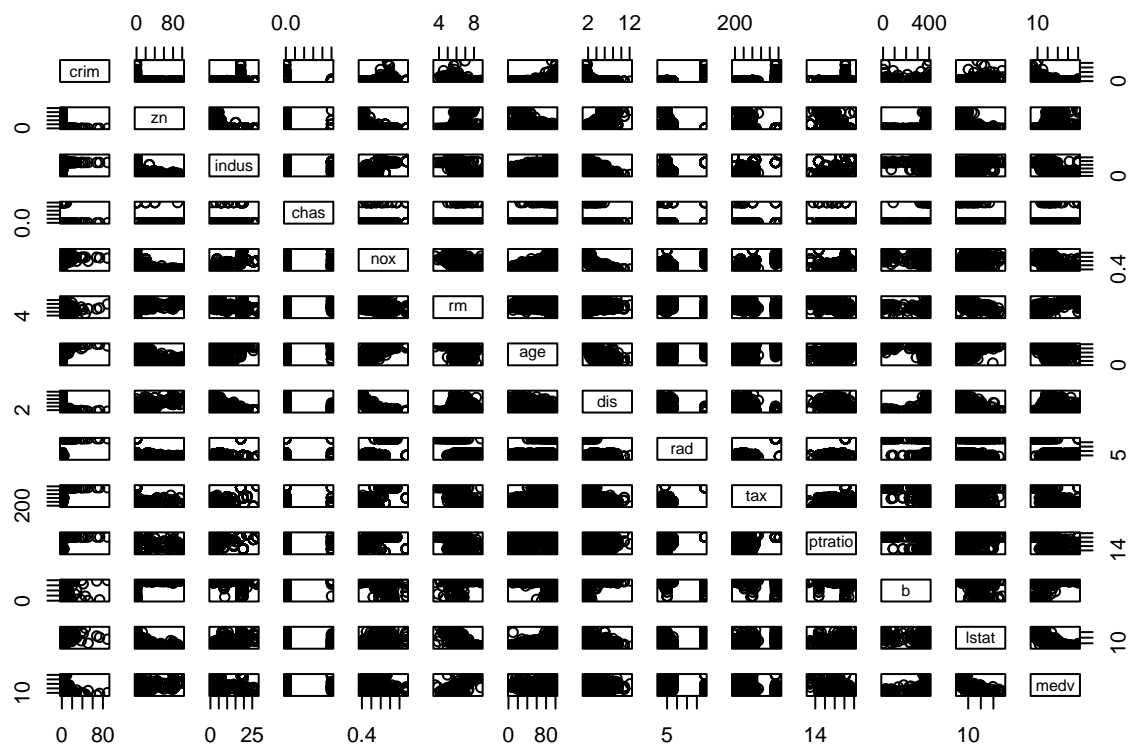 0 80 0.0 4 8 2 12 200 0 400 10
crim 0
0 zn
indus 0
0.0 chas
nox 0.4
4 rm
age 0
2 dis
rad 5
200 tax
ptratio 14
0 b
lstat 10
10 medv
0 80 0 25 0.4 0 80 5 14 10